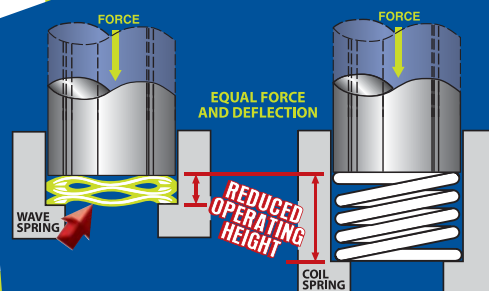 FORCE
FORCE
EQUAL FORCE
AND DEFLECTION
REDUCED
OPERATING
HEIGHT
WAVE
SPRING
COIL
SPRING